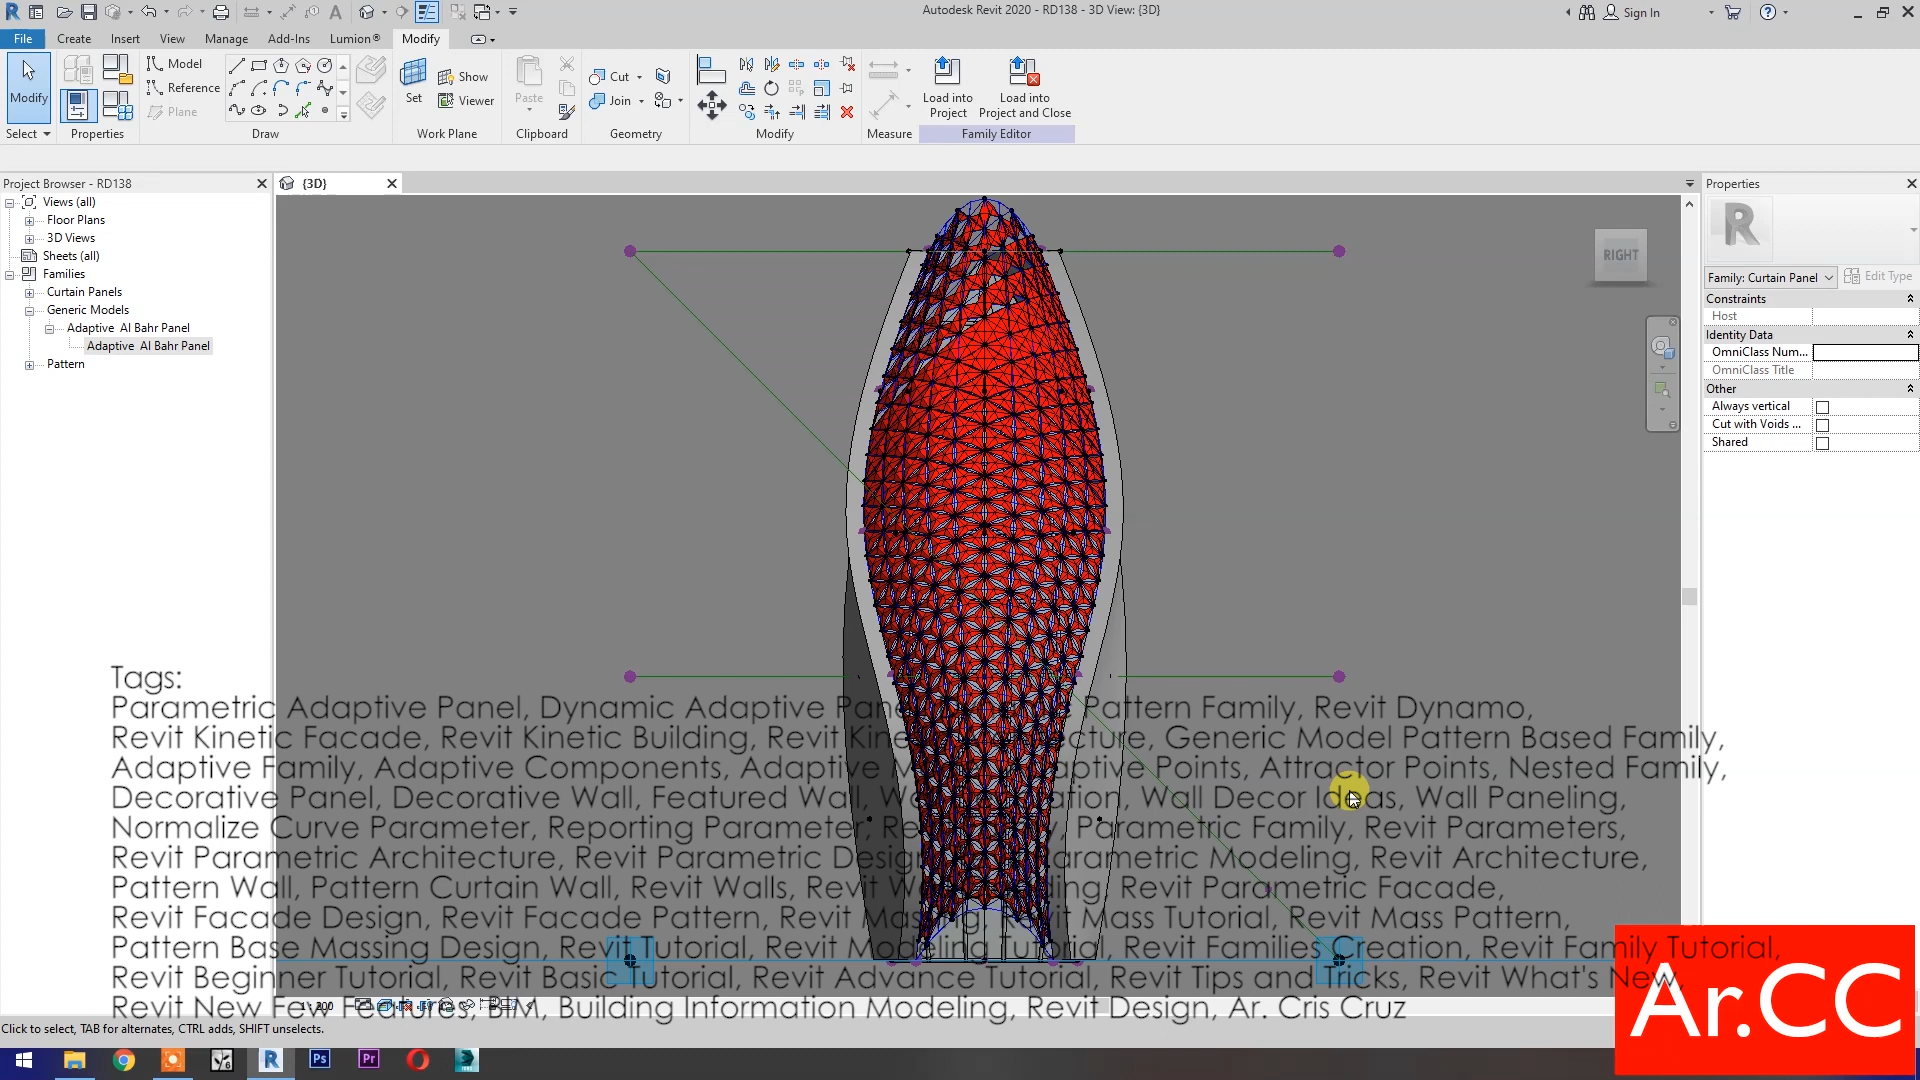 Autodesk Revit 2020 - RD138 - 3D View: {3D}
Sign In
File Create Insert View Manage Add-Ins Lumion® Modify
Modify
Select
Properties
Model
Reference
Plane
Draw
Set
Show
Viewer
Work Plane
Paste
Clipboard
Cut
Join
Geometry
Modify
Measure
Load into Project
Load into Project and Close
Family Editor
Project Browser - RD138
{3D}
Properties
Views (all)
Floor Plans
3D Views
Sheets (all)
Families
Curtain Panels
Generic Models
Adaptive Al Bahr Panel
Adaptive Al Bahr Panel
Pattern
RIGHT
Family: Curtain Panel
Edit Type
Constraints
Host
Identity Data
OmniClass Num...
OmniClass Title
Other
Always vertical
Cut with Voids ...
Shared
Tags:
Parametric Adaptive Panel, Dynamic Adaptive Pattern Family, Revit Dynamo,
Revit Kinetic Facade, Revit Kinetic Building, Revit Generic Model Pattern Based Family,
Adaptive Family, Adaptive Components, Adaptive Points, Attractor Points, Nested Family,
Decorative Panel, Decorative Wall, Featured Wall, Wall Decor Ideas, Wall Paneling,
Normalize Curve Parameter, Reporting Parameter, Parametric Family, Revit Parameters,
Revit Parametric Architecture, Revit Parametric Design, Parametric Modeling, Revit Architecture,
Pattern Wall, Pattern Curtain Wall, Revit Walls, Revit Parametric Facade,
Revit Facade Design, Revit Facade Pattern, Revit Massing, Revit Mass Tutorial, Revit Mass Pattern,
Pattern Base Massing Design, Revit Tutorial, Revit Modeling Tutorial, Revit Families Creation, Revit Family Tutorial,
Revit Beginner Tutorial, Revit Basic Tutorial, Revit Advance Tutorial, Revit Tips and Tricks, Revit What's New,
Revit New Few Features, BIM, Building Information Modeling, Revit Design, Ar. Cris Cruz
1 : 200
Click to select, TAB for alternates, CTRL adds, SHIFT unselects.
Ar.CC